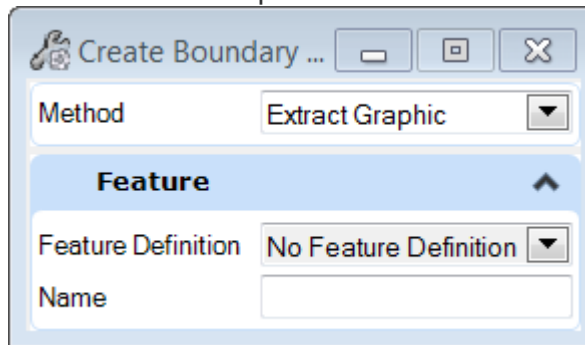 Create Boundary ...
Method Extract Graphic
Feature
Feature Definition No Feature Definition
Name